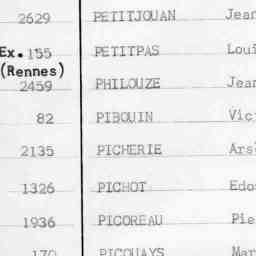 2629 PETITJOUAN Jean
Ex. 155 PETITPAS Loui
(Rennes)
2459 PHILOUZE Jean
82 PIBOUIN Vic
2135 PICHERIE Ars
1326 PICHOT Edo
1936 PICOREAU Pie
170 PICQUAYS Mar